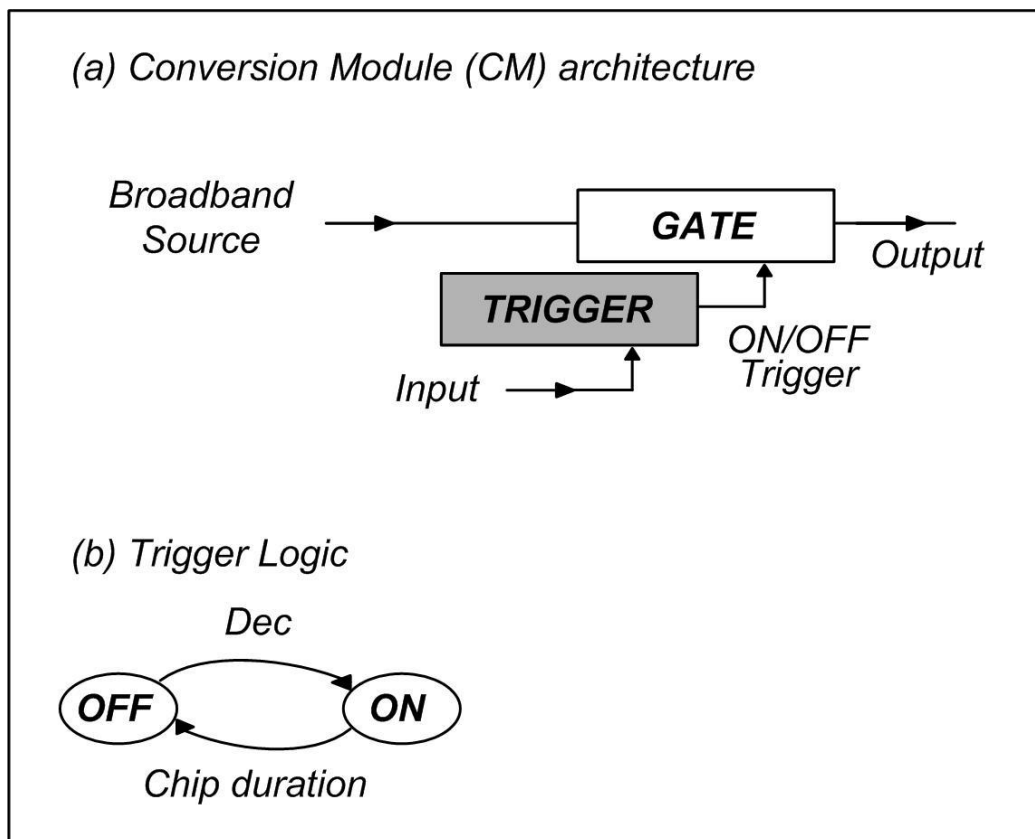 (a) Conversion Module (CM) architecture
Broadband
Source
GATE
Output
TRIGGER
ON/OFF
Trigger
Input
(b) Trigger Logic
Dec
OFF
ON
Chip duration